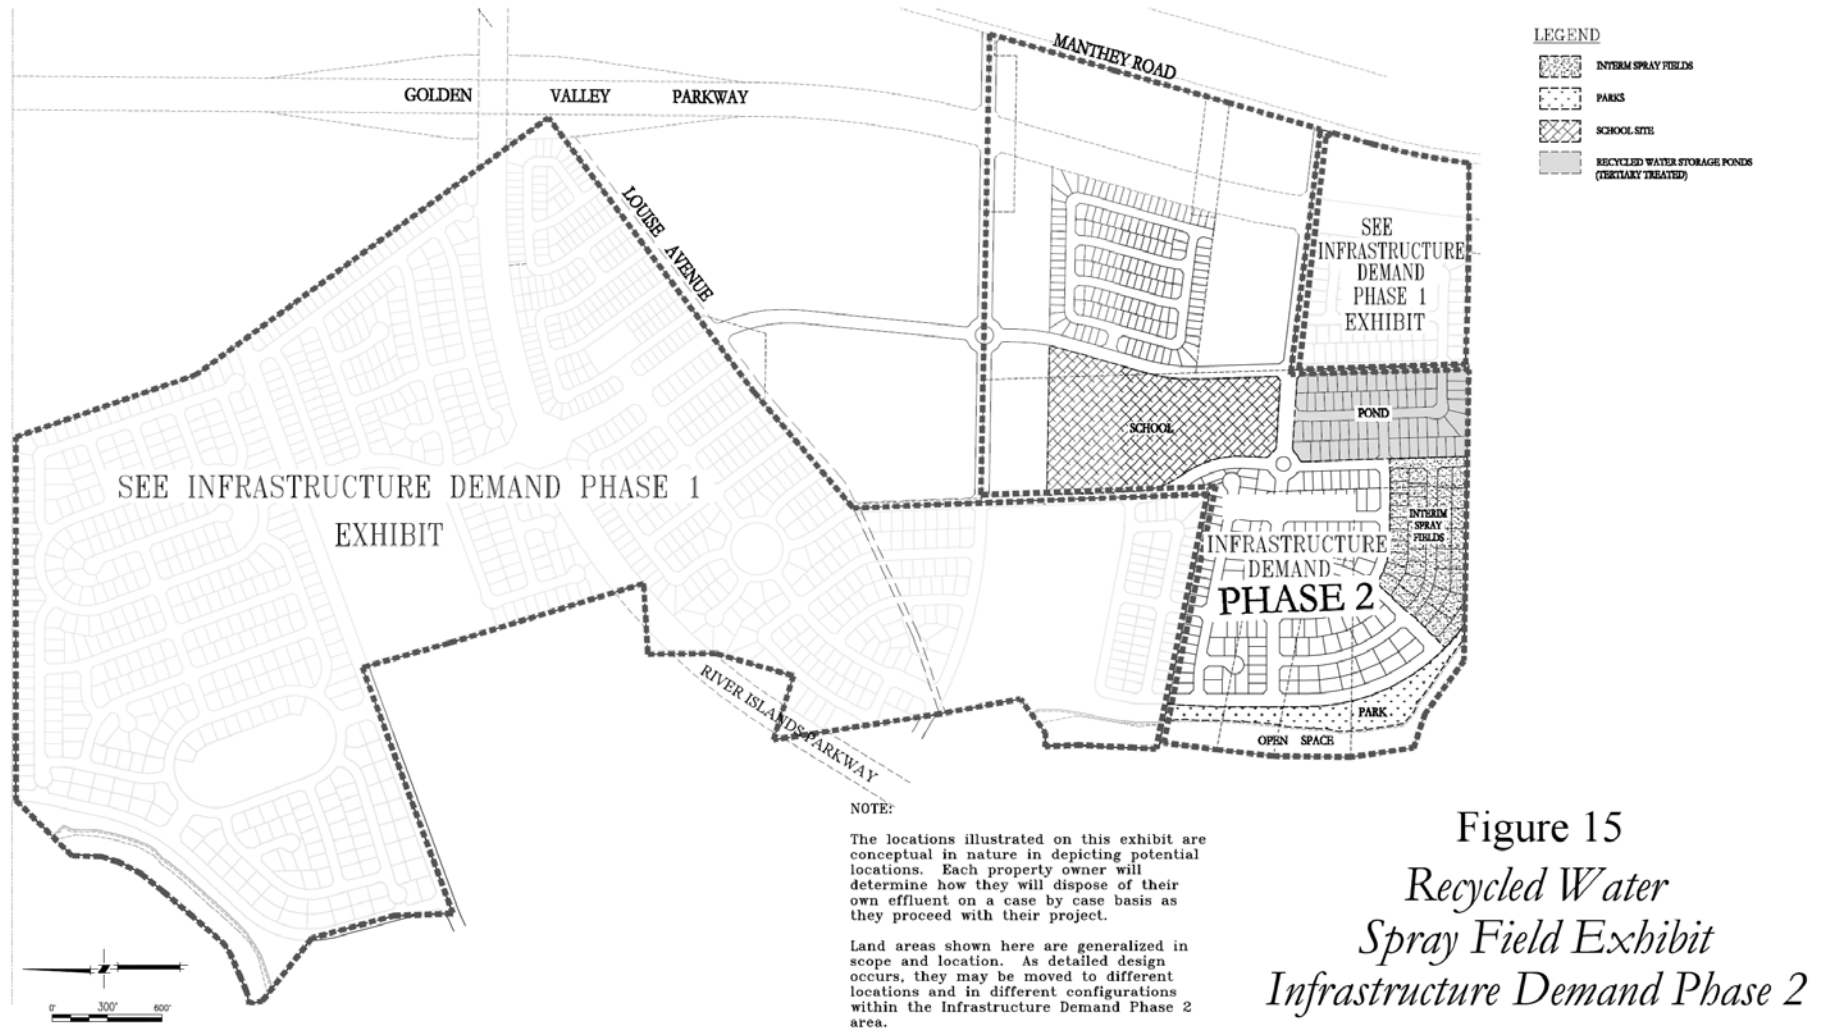 MANTHEY ROAD
GOLDEN VALLEY PARKWAY
LOUISE AVENUE
LEGEND
INTERM SPRAY FIELDS
PARKS
SCHOOL SITE
RECYCLED WATER STORAGE PONDS
(TERTIARY TREATED)
SEE
INFRASTRUCTURE
DEMAND
PHASE 1
EXHIBIT
POND
SCHOOL
SEE INFRASTRUCTURE DEMAND PHASE 1
EXHIBIT
INTERIM
SPRAY
FIELDS
INFRASTRUCTURE
DEMAND
PHASE 2
PARK
OPEN SPACE
RIVER ISLANDS PARKWAY
NOTE:
The locations illustrated on this exhibit are
conceptual in nature in depicting potential
locations. Each property owner will
determine how they will dispose of their
own effluent on a case by case basis as
they proceed with their project.
Land areas shown here are generalized in
scope and location. As detailed design
occurs, they may be moved to different
locations and in different configurations
within the Infrastructure Demand Phase 2
area.
Figure 15
Recycled Water
Spray Field Exhibit
Infrastructure Demand Phase 2
Z
0' 300' 600'